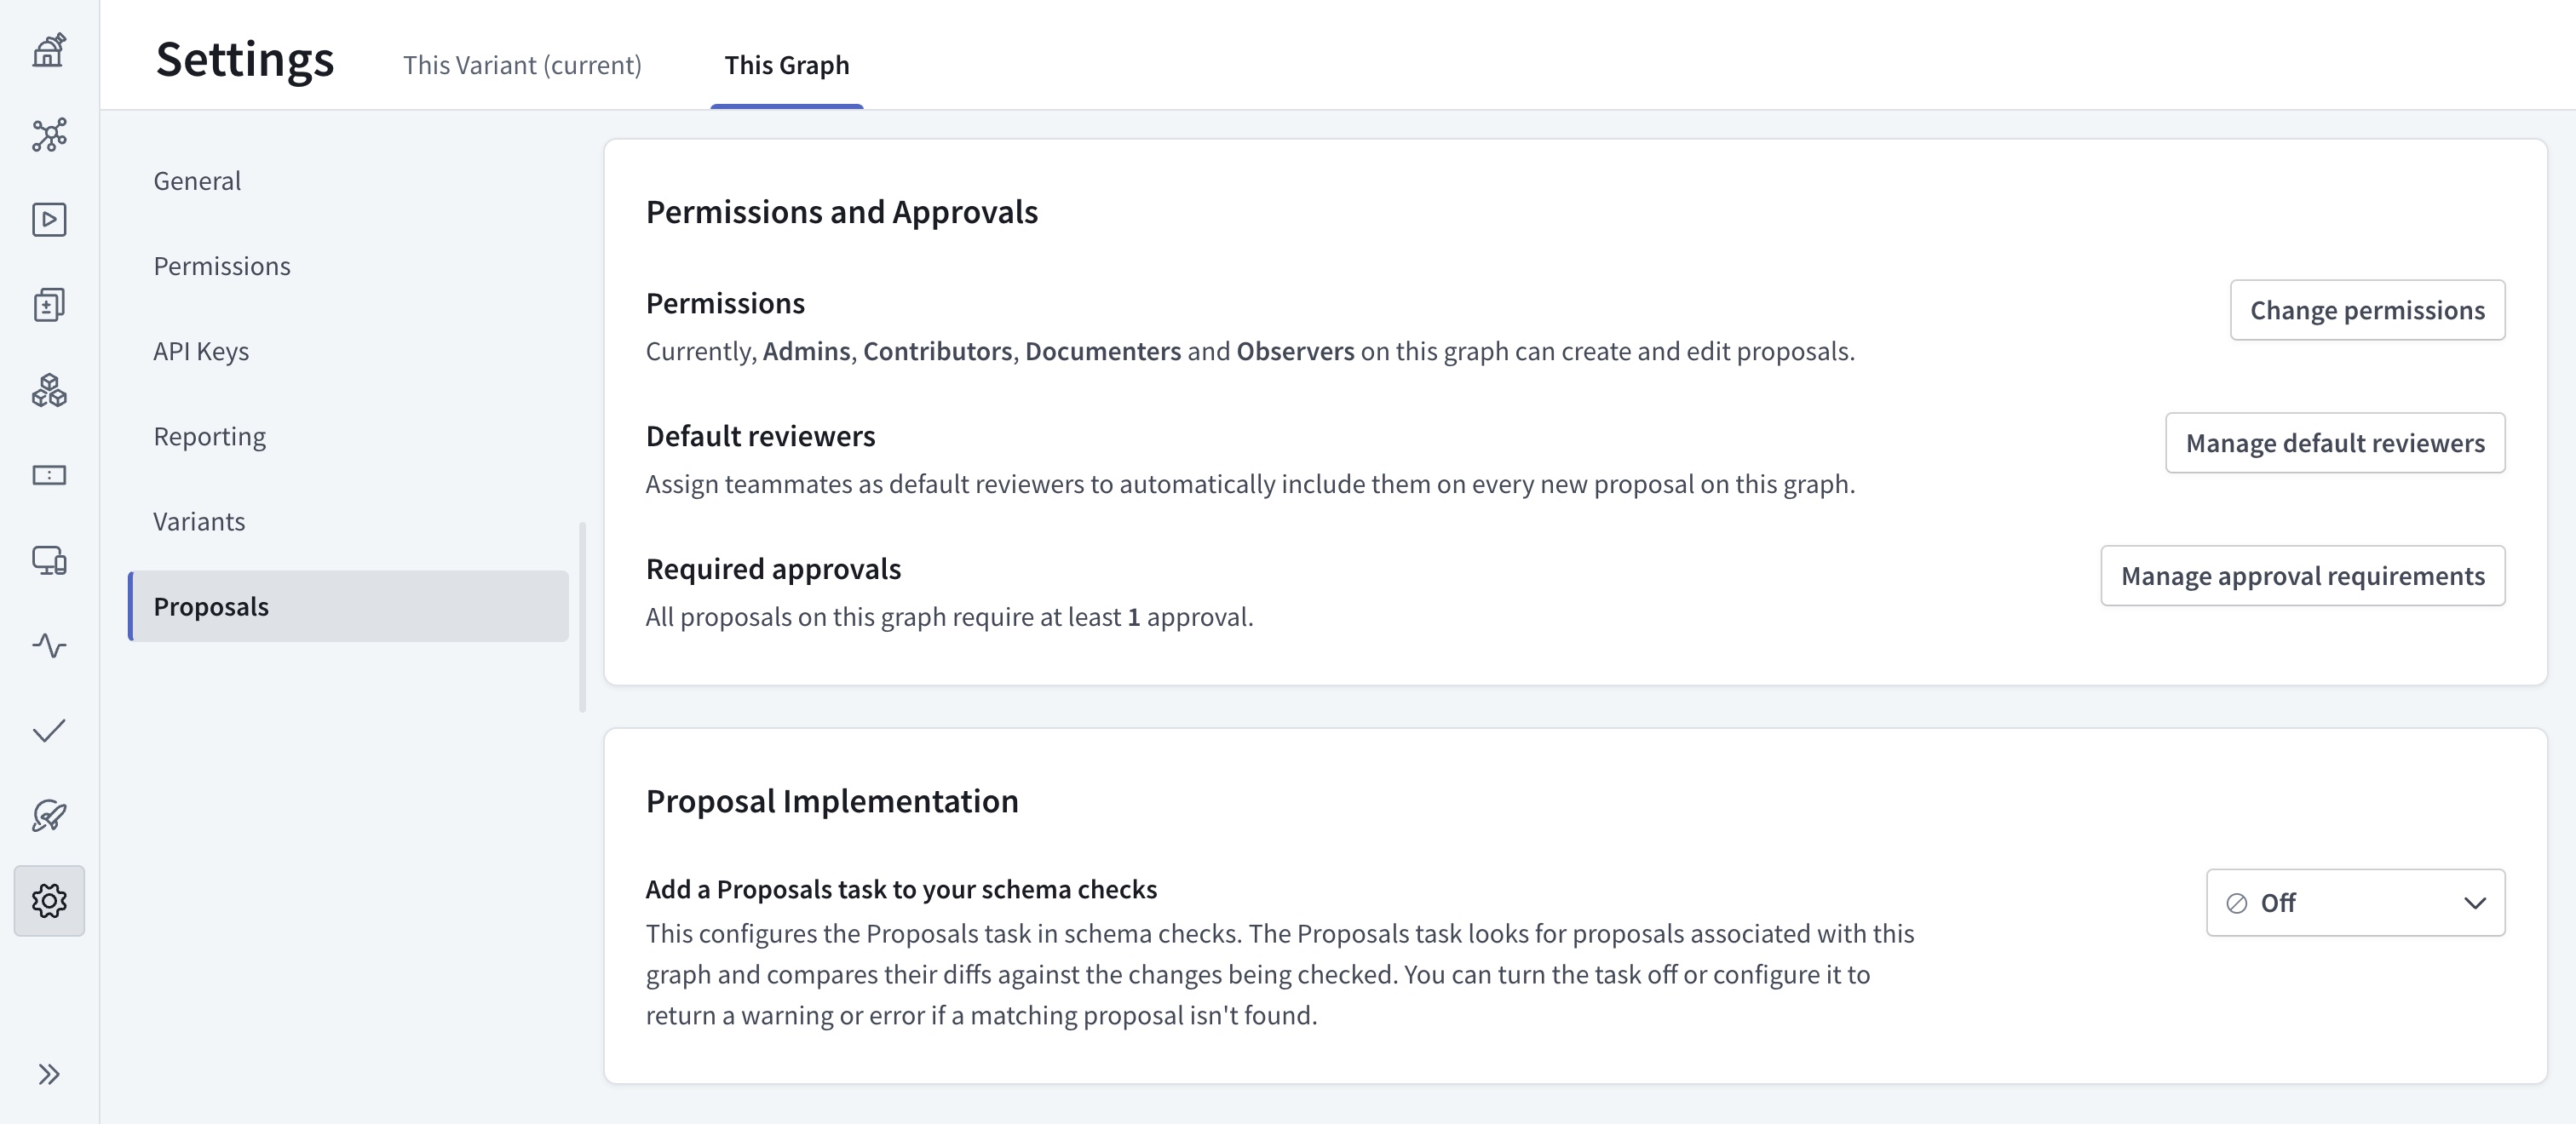 Settings
This Variant (current)
This Graph
General
Permissions
API Keys
Reporting
Variants
Proposals
Permissions and Approvals
Permissions
Currently, Admins, Contributors, Documenters and Observers on this graph can create and edit proposals.
Change permissions
Default reviewers
Assign teammates as default reviewers to automatically include them on every new proposal on this graph.
Manage default reviewers
Required approvals
All proposals on this graph require at least 1 approval.
Manage approval requirements
Proposal Implementation
Add a Proposals task to your schema checks
This configures the Proposals task in schema checks. The Proposals task looks for proposals associated with this
graph and compares their diffs against the changes being checked. You can turn the task off or configure it to
return a warning or error if a matching proposal isn't found.
Off